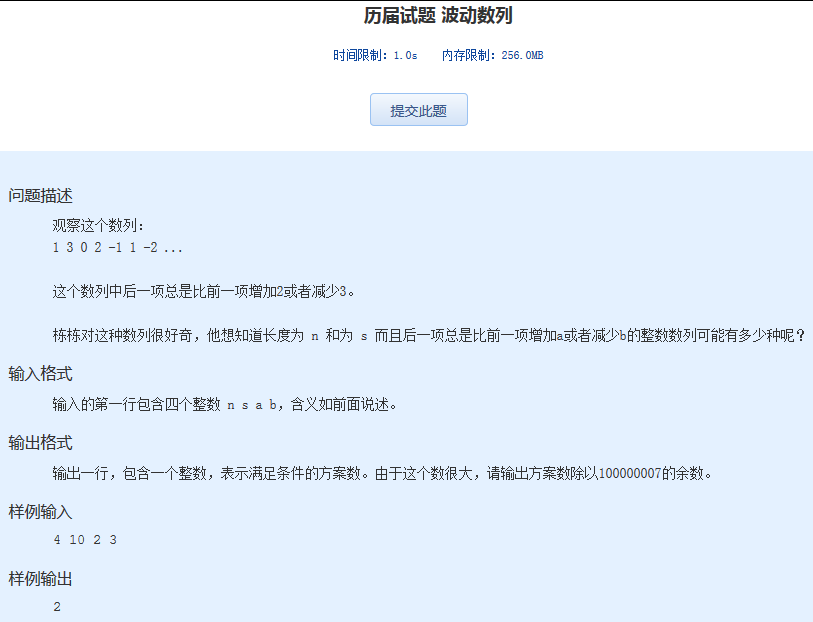 历届试题 波动数列
时间限制：1.0s 内存限制：256.0MB
提交此题
问题描述
观察这个数列：
1 3 0 2 -1 1 -2 ...
这个数列中后一项总是比前一项增加2或者减少3。
栋栋对这种数列很好奇，他想知道长度为 n 和为 s 而且后一项总是比前一项增加a或者减少b的整数数列可能有多少种呢？
输入格式
输入的第一行包含四个整数 n s a b，含义如前面说述。
输出格式
输出一行，包含一个整数，表示满足条件的方案数。由于这个数很大，请输出方案数除以100000007的余数。
样例输入
4 10 2 3
样例输出
2